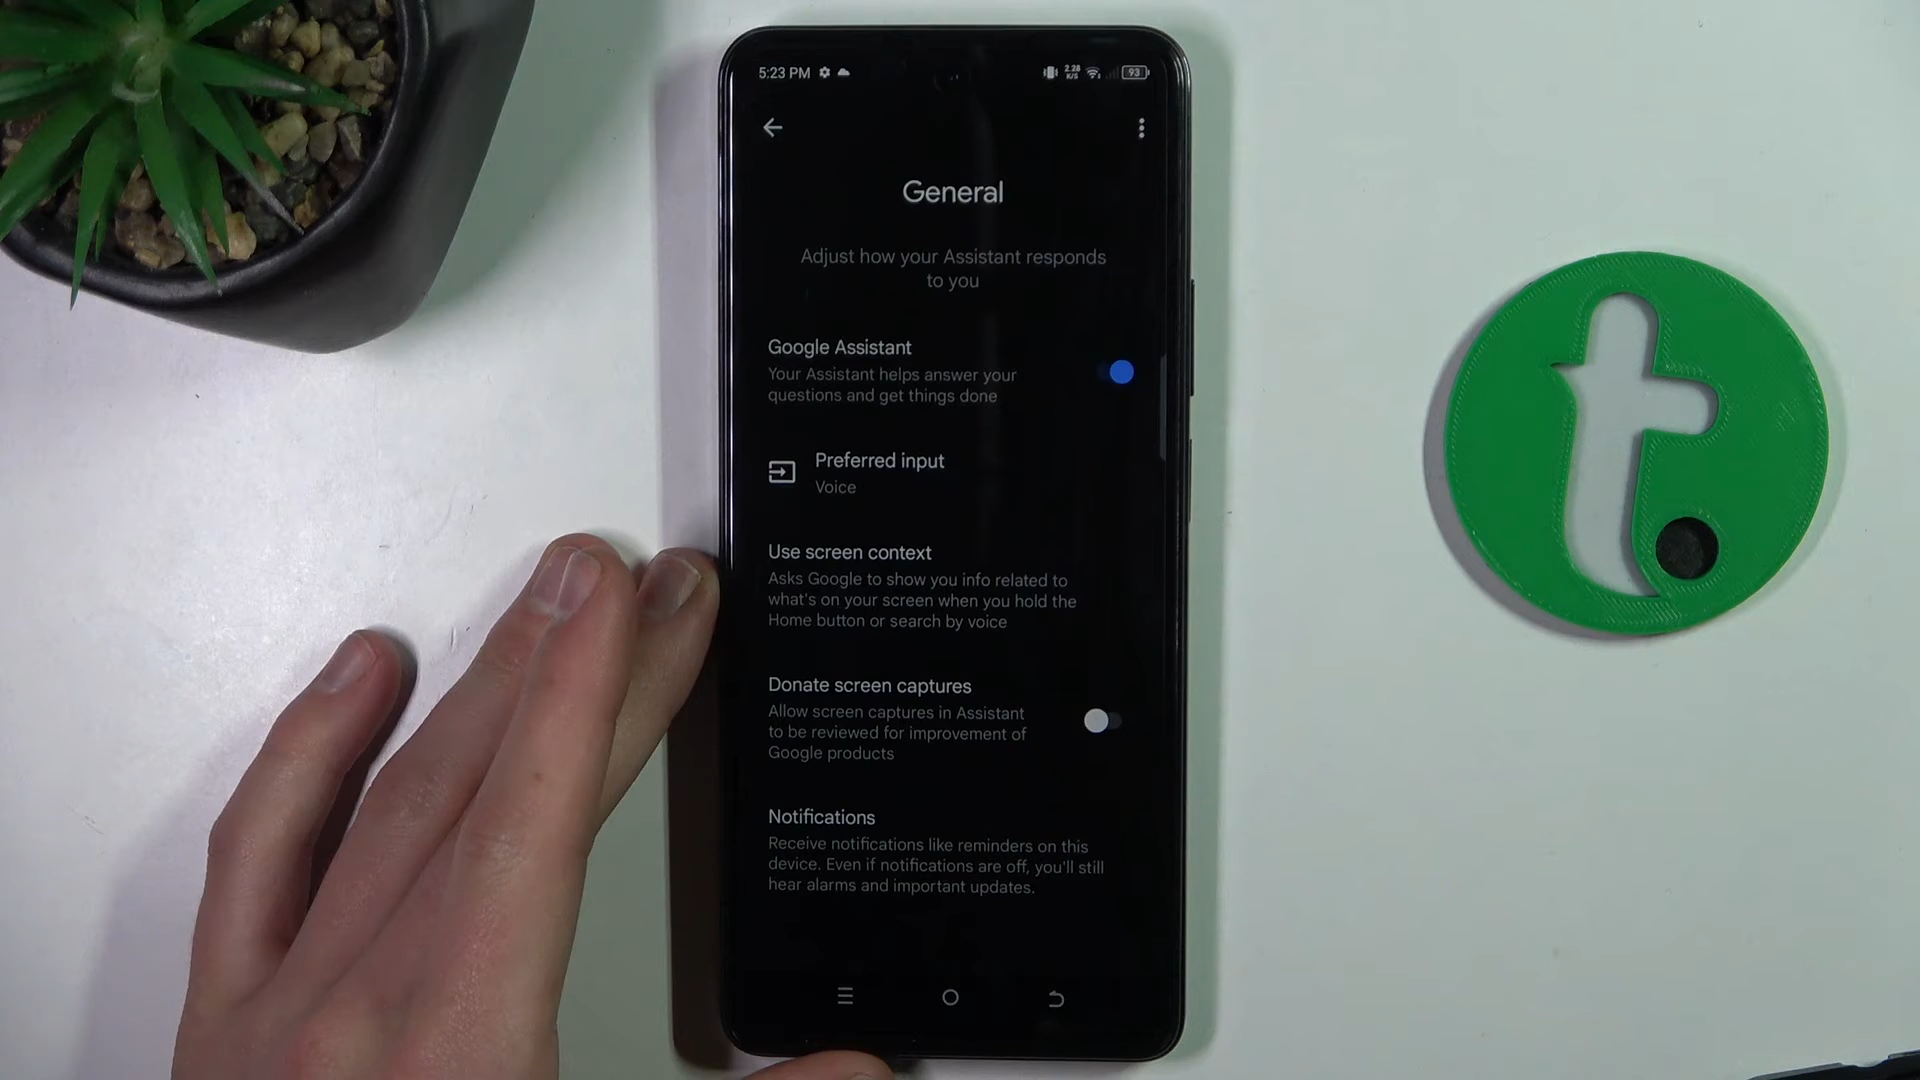 5:23 PM
2.28
K/S
93
General
Adjust how your Assistant responds
to you
Google Assistant
Your Assistant helps answer your
questions and get things done
Preferred input
Voice
Use screen context
Asks Google to show you info related to
what's on your screen when you hold the
Home button or search by voice
Donate screen captures
Allow screen captures in Assistant
to be reviewed for improvement of
Google products
Notifications
Receive notifications like reminders on this
device. Even if notifications are off, you'll still
hear alarms and important updates.
t